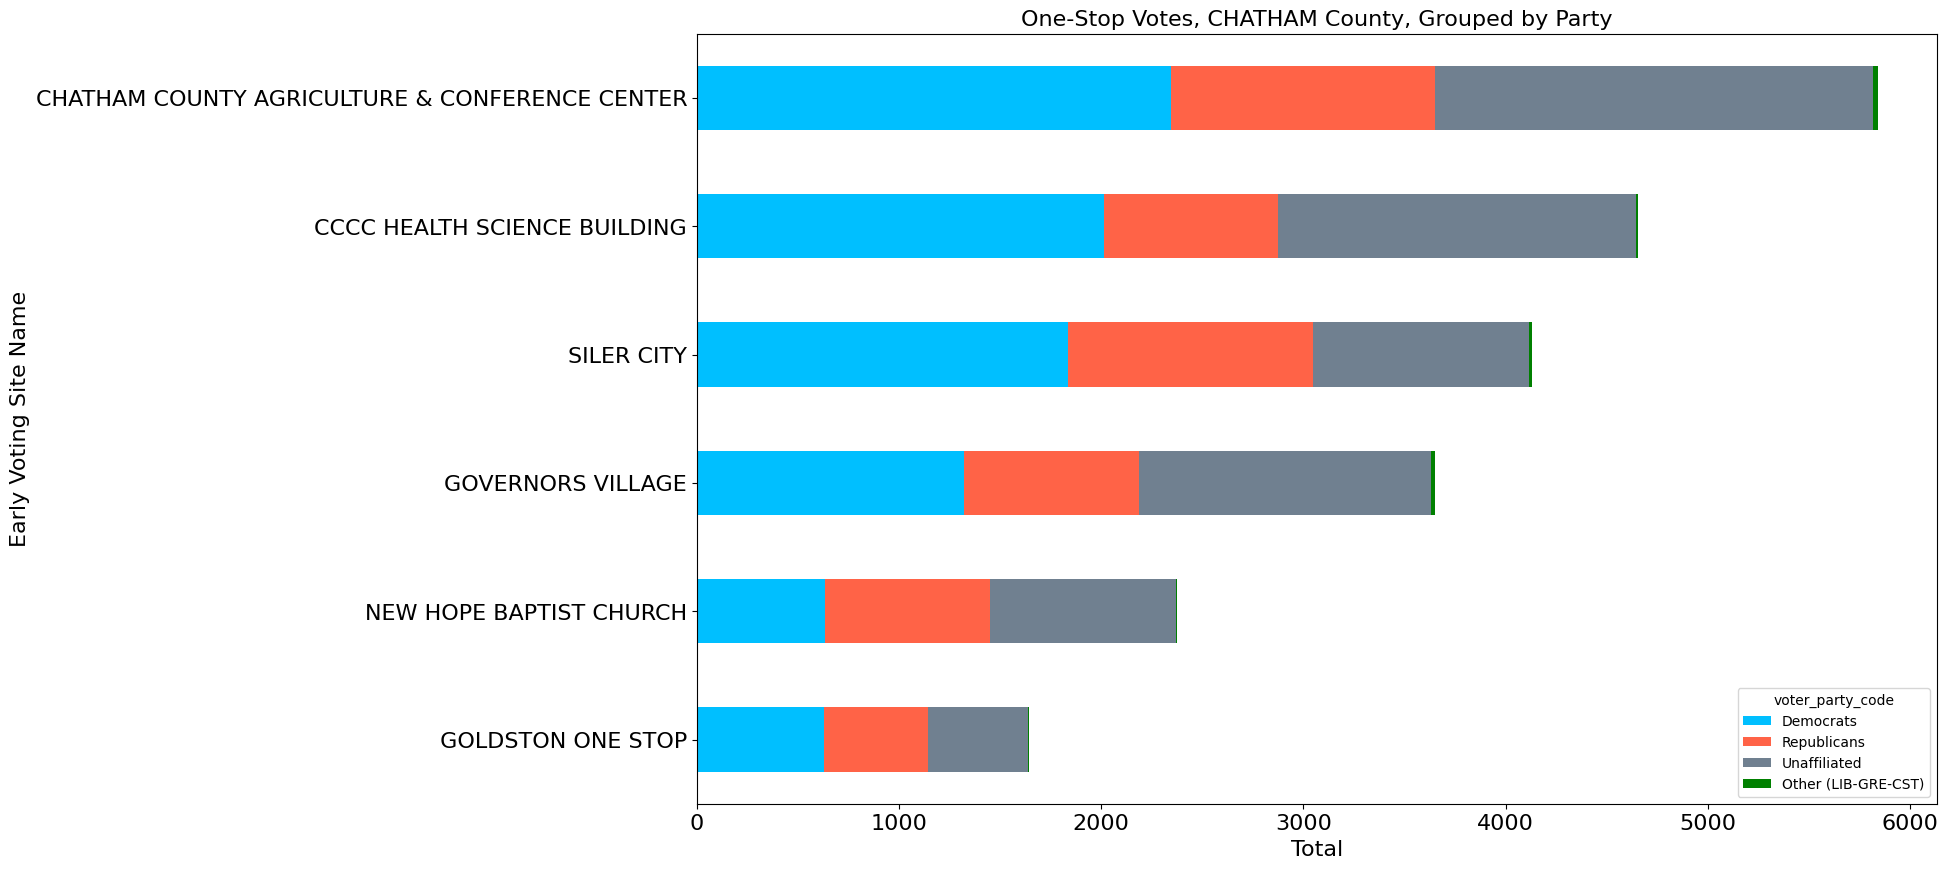 One-Stop Votes, CHATHAM County, Grouped by Party
Early Voting Site Name
CHATHAM COUNTY AGRICULTURE & CONFERENCE CENTER
CCCC HEALTH SCIENCE BUILDING
SILER CITY
GOVERNORS VILLAGE
NEW HOPE BAPTIST CHURCH
GOLDSTON ONE STOP
voter_party_code
Democrats
Republicans
Unaffiliated
Other (LIB-GRE-CST)
0 1000 2000 3000 4000 5000 6000
Total